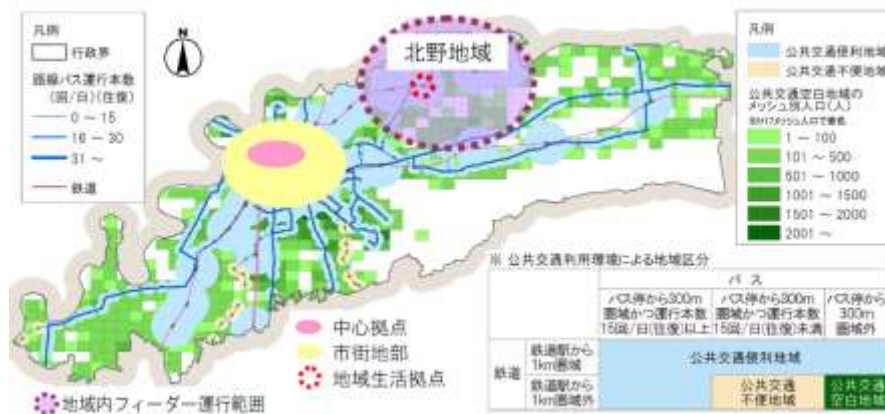 凡例
行政界
路線バス運行本数
(回/日)(往復)
0 ～ 15
16 ～ 30
31 ～
鉄道
N
北野地域
凡例
公共交通便利地域
公共交通不便地域
公共交通空白地域の
メッシュ別人口(人)
1 ～ 100
101 ～ 500
501 ～ 1000
1001 ～ 1500
1501 ～ 2000
2001 ～
中心拠点
市街地部
地域生活拠点
地域内フィーダー運行範囲
※ 公共交通利用環境による地域区分
バス
バス停から300m
圏域かつ運行本数
15回/日(往復)以上
バス停から300m
圏域かつ運行本数
15回/日(往復)未満
バス停から
300m
圏域外
鉄道
鉄道駅から
1km圏域
公共交通便利地域
鉄道駅から
1km圏域外
公共交通
不便地域
公共交通
空白地域